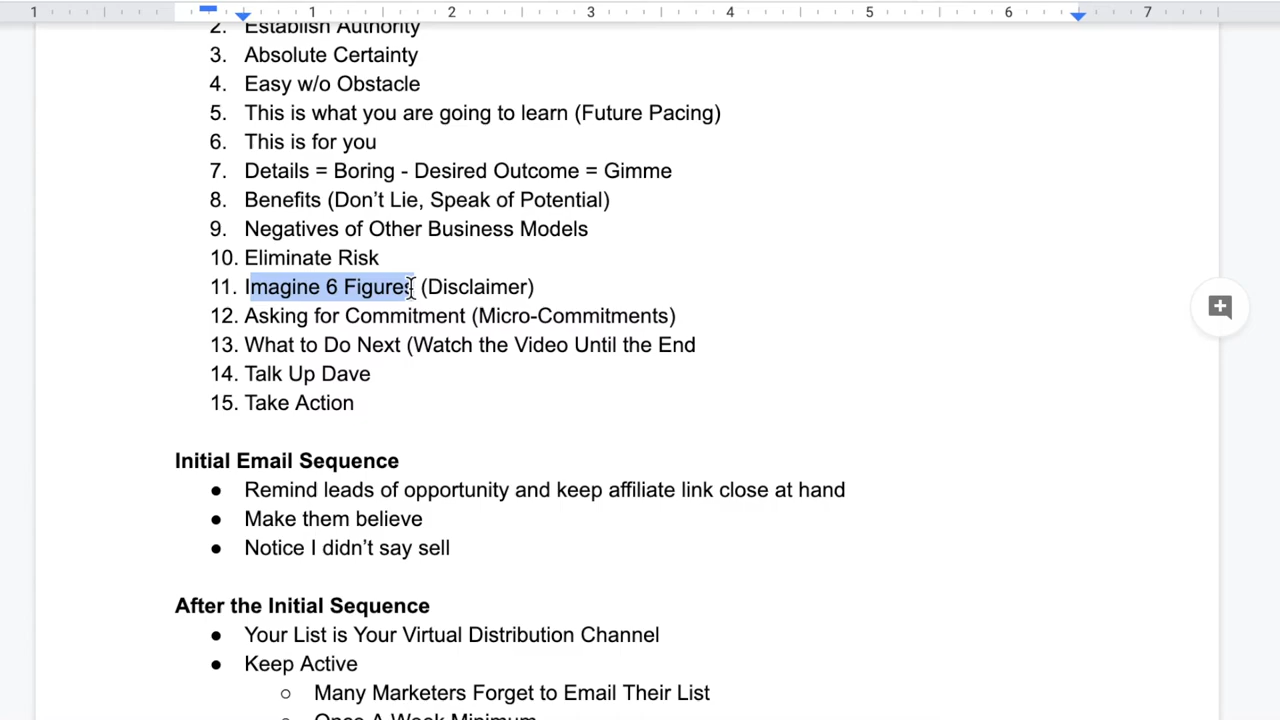 1 1 2 3 4 5 6 7
2. Establish Authority
3. Absolute Certainty
4. Easy w/o Obstacle
5. This is what you are going to learn (Future Pacing)
6. This is for you
7. Details = Boring - Desired Outcome = Gimme
8. Benefits (Don’t Lie, Speak of Potential)
9. Negatives of Other Business Models
10. Eliminate Risk
11. Imagine 6 Figures (Disclaimer)
12. Asking for Commitment (Micro-Commitments)
13. What to Do Next (Watch the Video Until the End
14. Talk Up Dave
15. Take Action
Initial Email Sequence
● Remind leads of opportunity and keep affiliate link close at hand
● Make them believe
● Notice I didn’t say sell
After the Initial Sequence
● Your List is Your Virtual Distribution Channel
● Keep Active
○ Many Marketers Forget to Email Their List
○ Once A Week Minimum